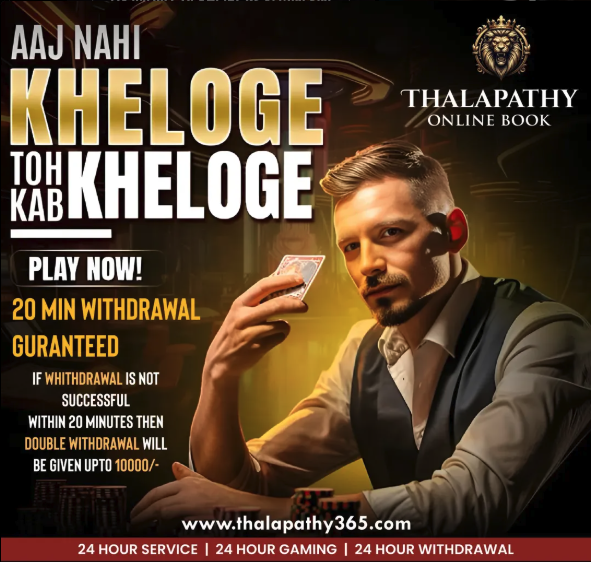 AAJ NAHI
KHELOGE
TOH
KAB KHELOGE
PLAY NOW!
20 MIN WITHDRAWAL
GURANTEED
IF WHITHDRAWAL IS NOT
SUCCESSFUL
WITHIN 20 MINUTES THEN
DOUBLE WITHDRAWAL WILL
BE GIVEN UPTO 10000/-
THALAPATHY
ONLINE BOOK
www.thalapathy365.com
24 HOUR SERVICE | 24 HOUR GAMING | 24 HOUR WITHDRAWAL